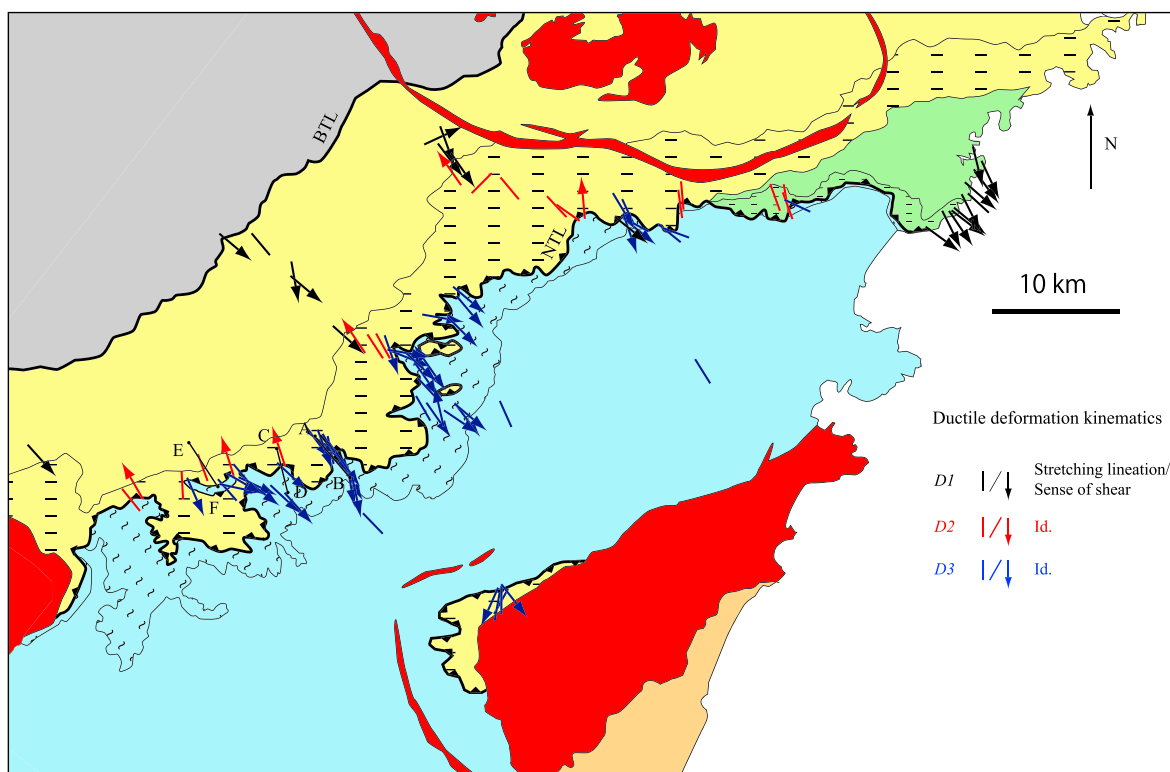 BTL
N
NTL
10 km
A
C
E
B
D
F
Ductile deformation kinematics
D1 / Stretching lineation/
Sense of shear
D2 / Id.
D3 / Id.